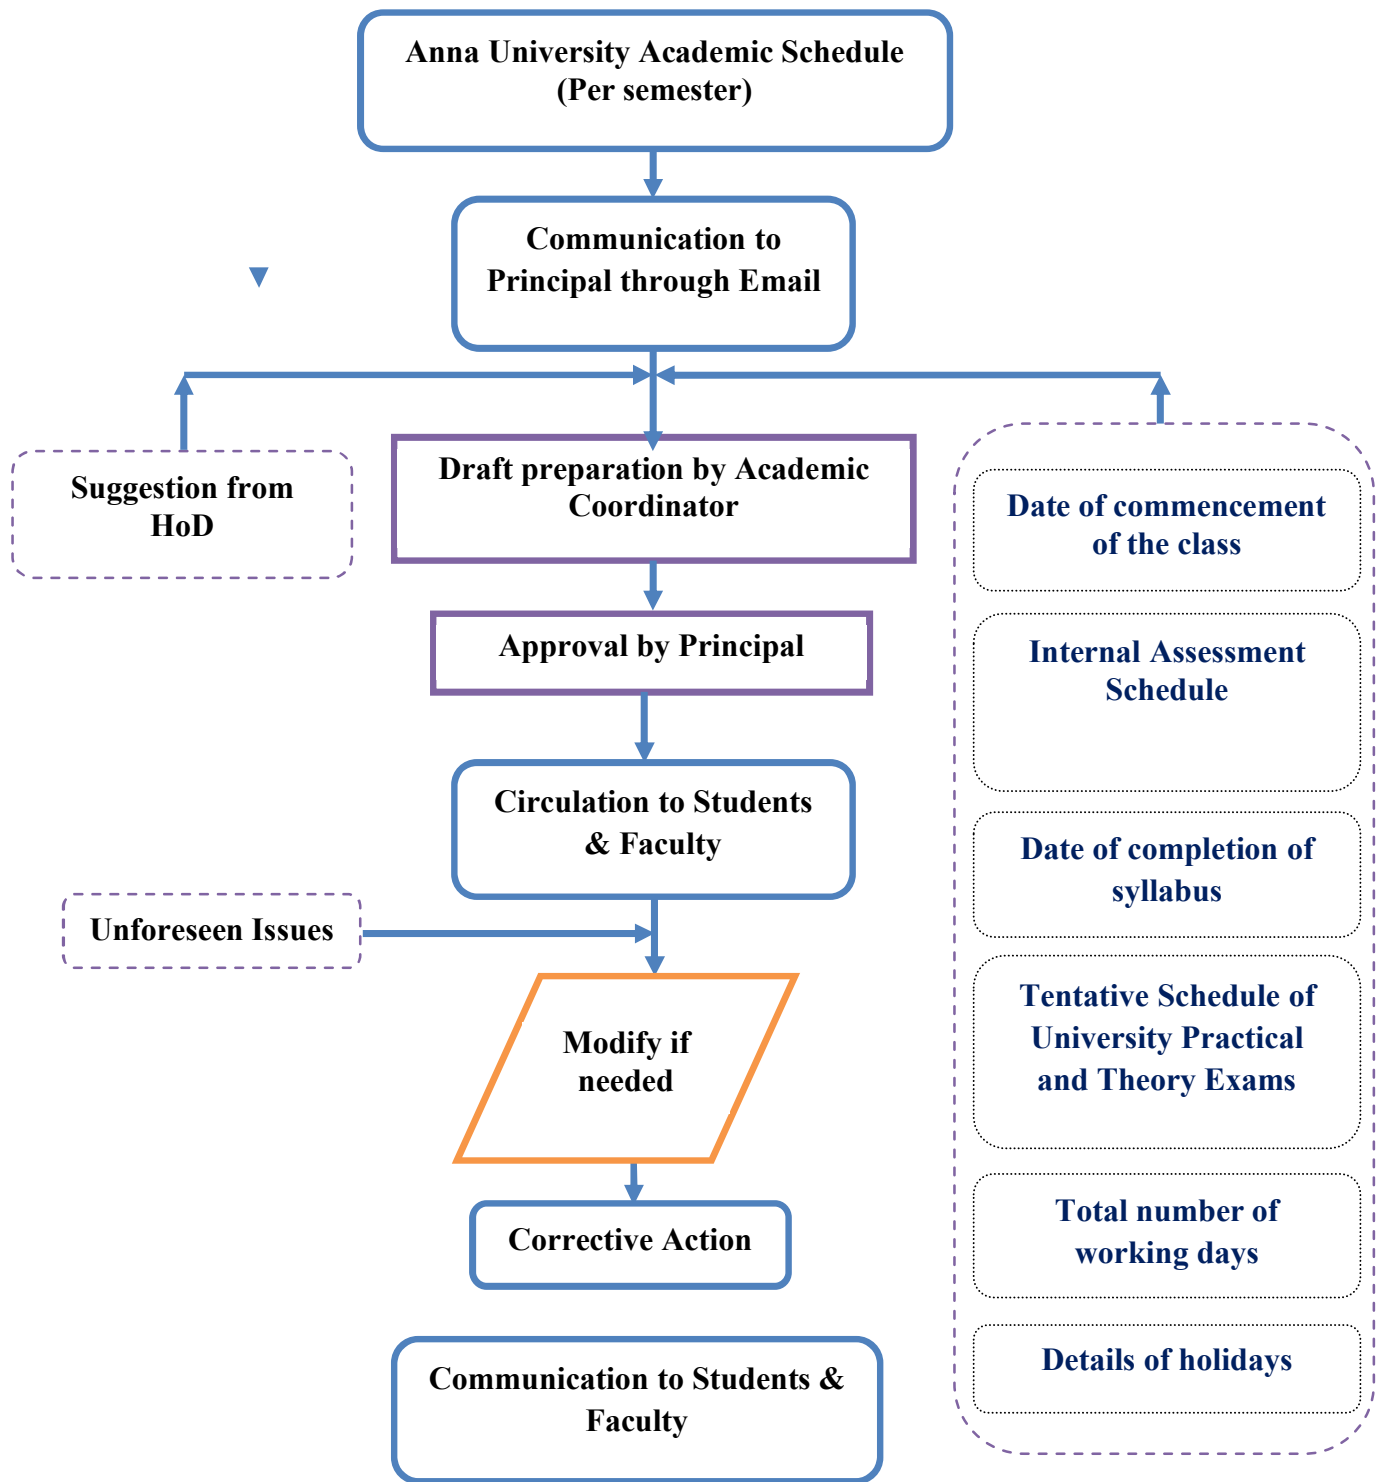 Anna University Academic Schedule
(Per semester)
Communication to
Principal through Email
Suggestion from
HoD
Draft preparation by Academic
Coordinator
Approval by Principal
Circulation to Students
& Faculty
Unforeseen Issues
Modify if
needed
Corrective Action
Communication to Students &
Faculty
Date of commencement
of the class
Internal Assessment
Schedule
Date of completion of
syllabus
Tentative Schedule of
University Practical
and Theory Exams
Total number of
working days
Details of holidays